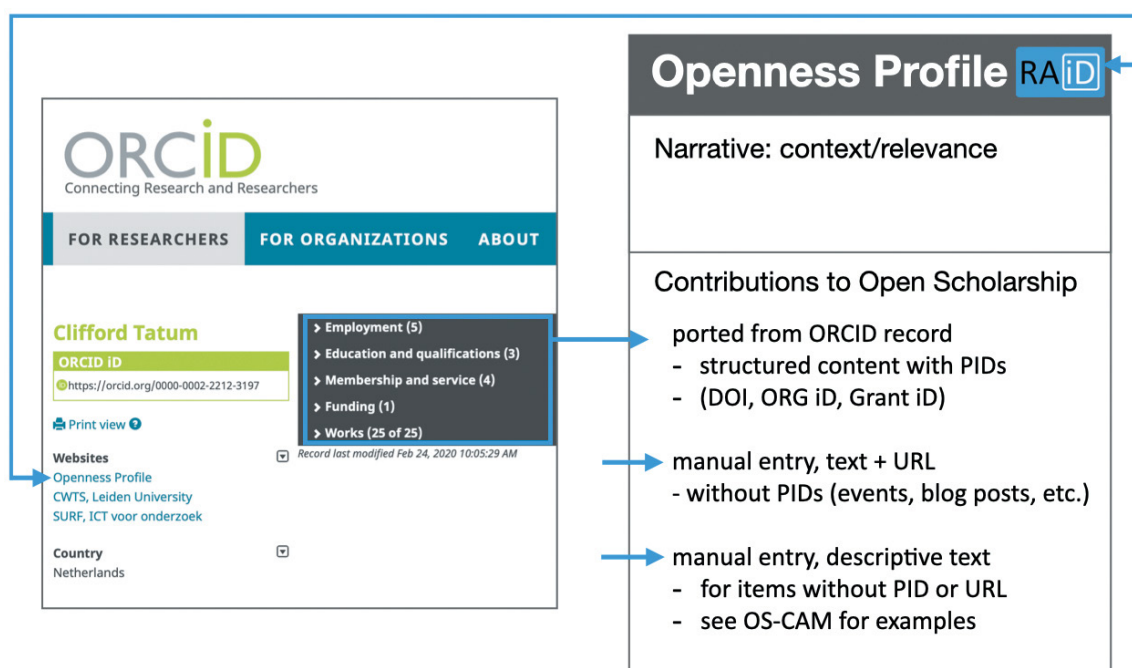 ORCiD
Connecting Research and Researchers
FOR RESEARCHERS FOR ORGANIZATIONS ABOUT
Clifford Tatum
ORCID iD
iD https://orcid.org/0000-0002-2212-3197
Print view ?
Websites
Openness Profile
CWTS, Leiden University
SURF, ICT voor onderzoek
Country
Netherlands
> Employment (5)
> Education and qualifications (3)
> Membership and service (4)
> Funding (1)
> Works (25 of 25)
Record last modified Feb 24, 2020 10:05:29 AM
Openness Profile RAiD
Narrative: context/relevance
Contributions to Open Scholarship
ported from ORCID record
- structured content with PIDs
- (DOI, ORG iD, Grant iD)
manual entry, text + URL
- without PIDs (events, blog posts, etc.)
manual entry, descriptive text
- for items without PID or URL
- see OS-CAM for examples